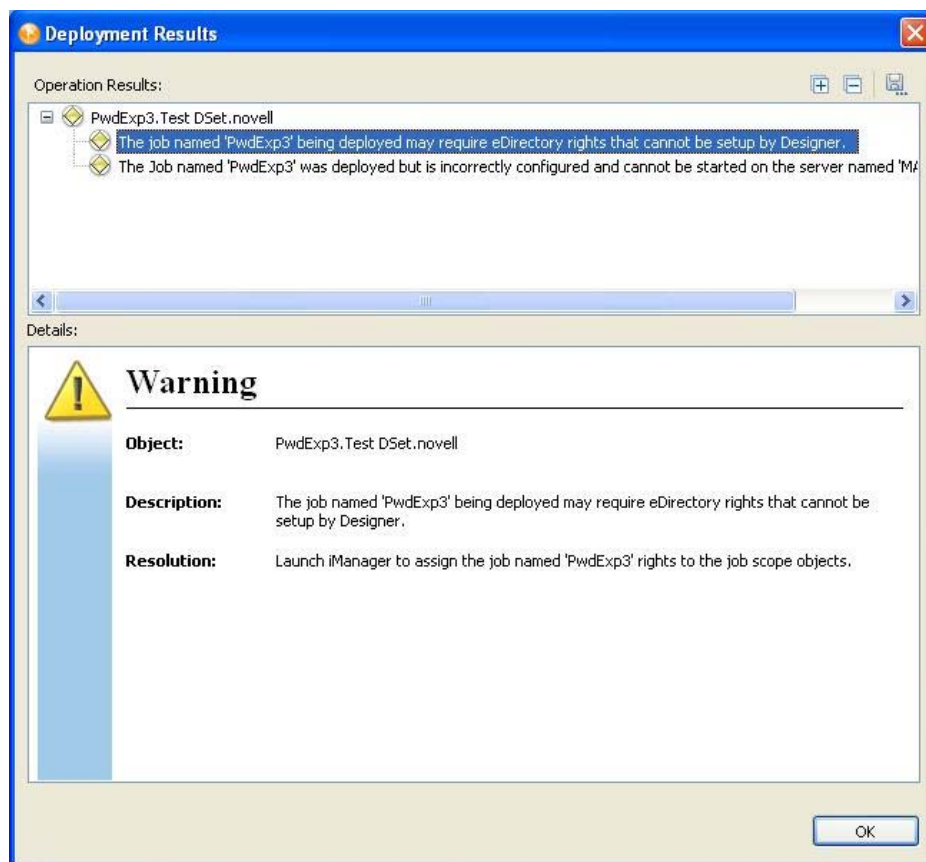 Deployment Results
Operation Results:
PwdExp3.Test DSet.novell
The job named 'PwdExp3' being deployed may require eDirectory rights that cannot be setup by Designer.
The Job named 'PwdExp3' was deployed but is incorrectly configured and cannot be started on the server named
Details:
Warning
Object: PwdExp3.Test DSet.novell
Description: The job named 'PwdExp3' being deployed may require eDirectory rights that cannot be
setup by Designer.
Resolution: Launch iManager to assign the job named 'PwdExp3' rights to the job scope objects.
OK